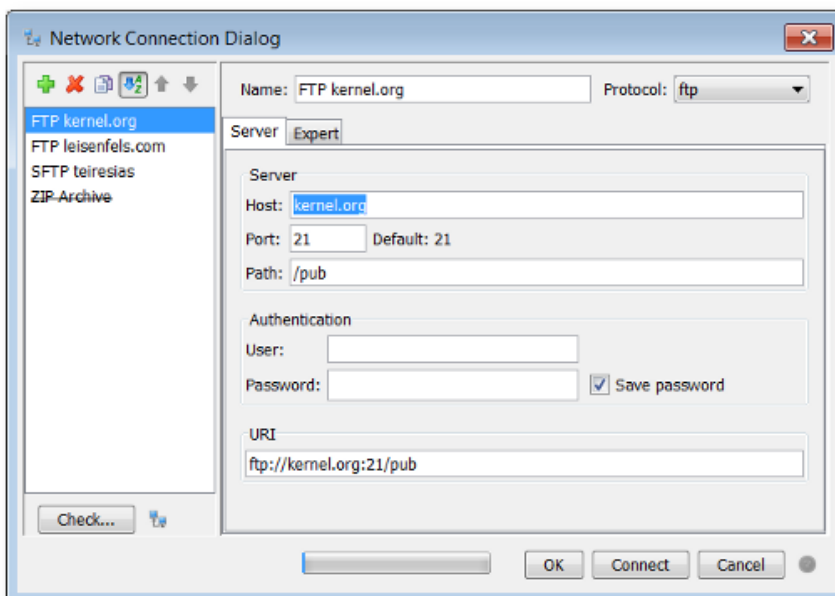 Network Connection Dialog
Name: FTP kernel.org Protocol: ftp
FTP kernel.org
FTP leisenfels.com
SFTP teiresias
ZIP Archive
Server Expert
Server
Host: kernel.org
Port: 21 Default: 21
Path: /pub
Authentication
User:
Password: Save password
URI
ftp://kernel.org:21/pub
Check...
OK Connect Cancel